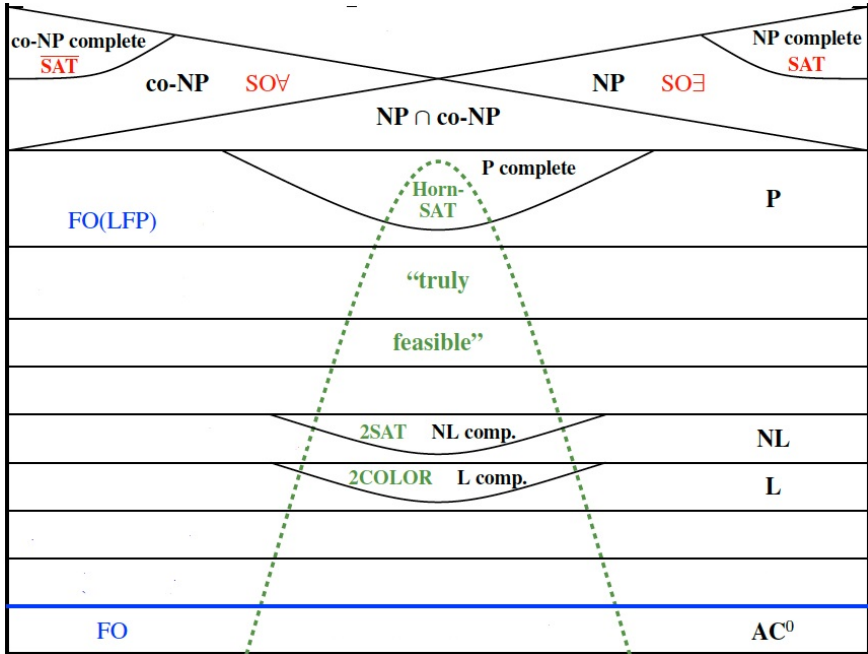 co-NP complete
S̅A̅T̅
co-NP SO∀
NP SO∃
NP complete
SAT
NP ∩ co-NP
P complete
Horn-
SAT
P
FO(LFP)
“truly
feasible”
2SAT NL comp.
NL
2COLOR L comp.
L
FO
AC⁰